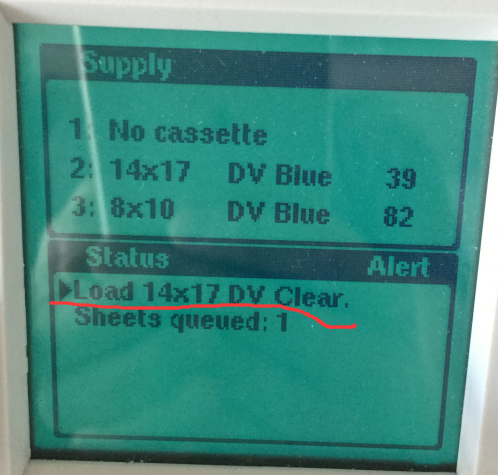 Supply
1: No cassette
2: 14x17 DV Blue 39
3: 8x10 DV Blue 82
Status Alert
▶Load 14x17 DV Clear.
Sheets queued: 1